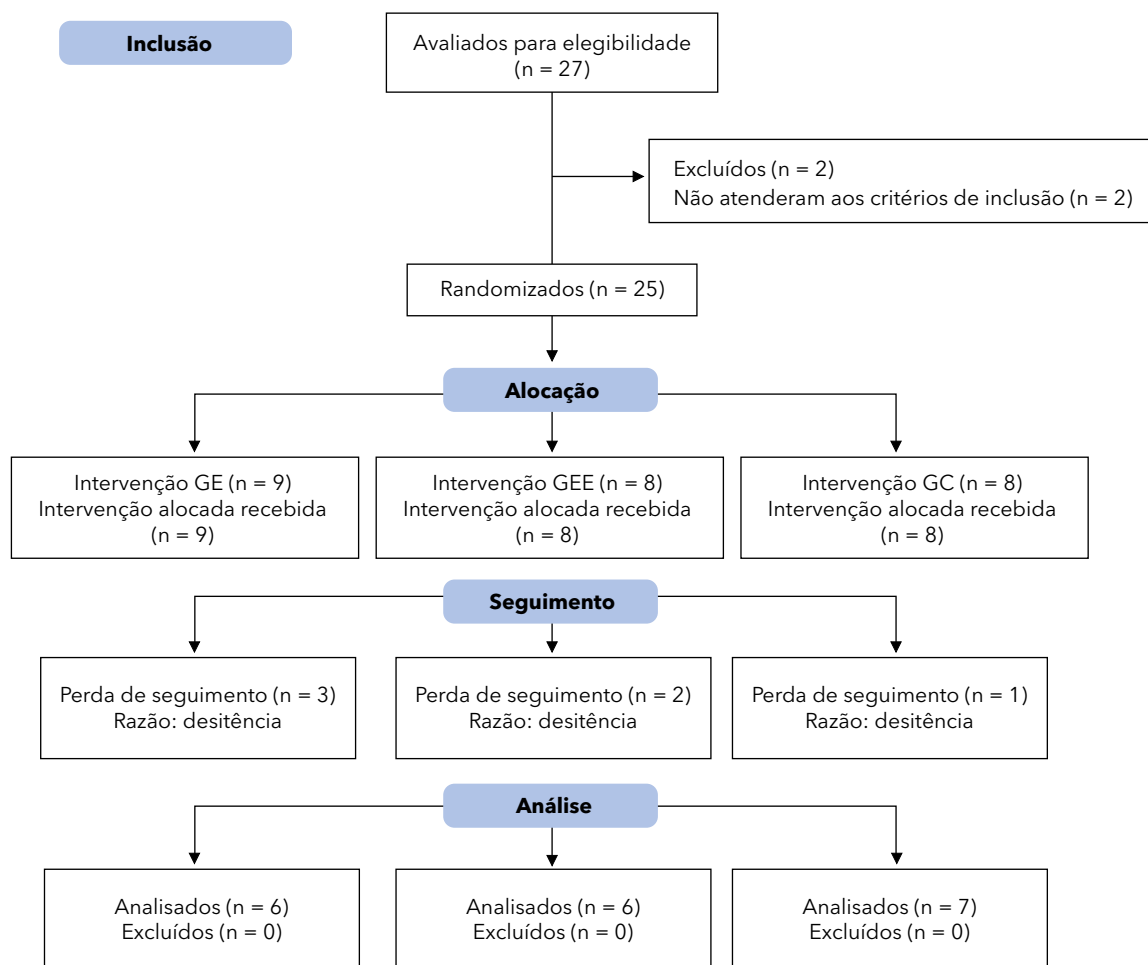 Inclusão
Avaliados para elegibilidade
(n = 27)
Excluídos (n = 2)
Não atenderam aos critérios de inclusão (n = 2)
Randomizados (n = 25)
Alocação
Intervenção GE (n = 9)
Intervenção alocada recebida
(n = 9)
Intervenção GEE (n = 8)
Intervenção alocada recebida
(n = 8)
Intervenção GC (n = 8)
Intervenção alocada recebida
(n = 8)
Seguimento
Perda de seguimento (n = 3)
Razão: desitência
Perda de seguimento (n = 2)
Razão: desitência
Perda de seguimento (n = 1)
Razão: desitência
Análise
Analisados (n = 6)
Excluídos (n = 0)
Analisados (n = 6)
Excluídos (n = 0)
Analisados (n = 7)
Excluídos (n = 0)